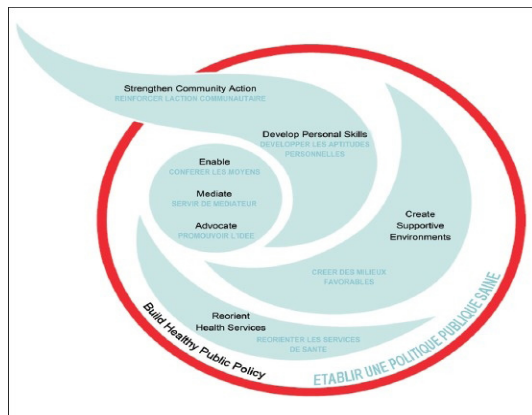 Strengthen Community Action
REINFORCER LACTION COMMUNAUTAIRE
Develop Personal Skills
DEVELOPPER LES APTITUDES
PERSONNELLES
Enable
CONFERER LES MOYENS
Mediate
SERVIR DE MEDIATEUR
Advocate
PROMOUVOIR L'IDEE
Create
Supportive
Environments
CREER DES MILIEUX
FAVORABLES
Reorient
Health Services
REORIENTER LES SERVICES
DE SANTE
Build Healthy Public Policy
ETABLIR UNE POLITIQUE PUBLIQUE SAINE